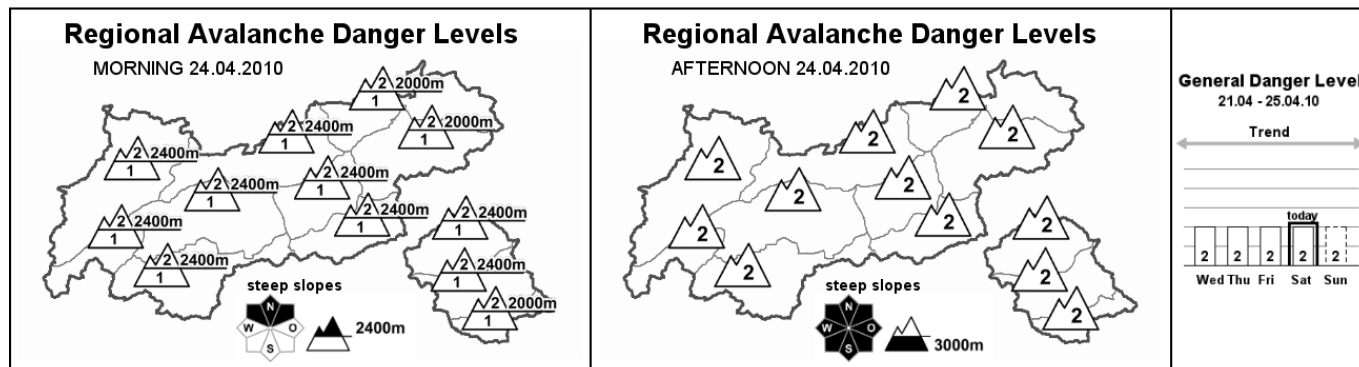 Regional Avalanche Danger Levels
MORNING 24.04.2010
2 2000m
1
2 2400m
1
2 2000m
1
2 2400m
1
2 2400m
1
2 2400m
1
2 2400m
1
2 2400m
1
2 2400m
1
2 2400m
1
2 2400m
1
2 2000m
1
steep slopes
N
W O
S
2400m
Regional Avalanche Danger Levels
AFTERNOON 24.04.2010
2
2
2
2
2
2
2
2
2
2
2
2
steep slopes
N
W O
S
3000m
General Danger Level
21.04 - 25.04.10
Trend
today
2 2 2 2 2
Wed Thu Fri Sat Sun